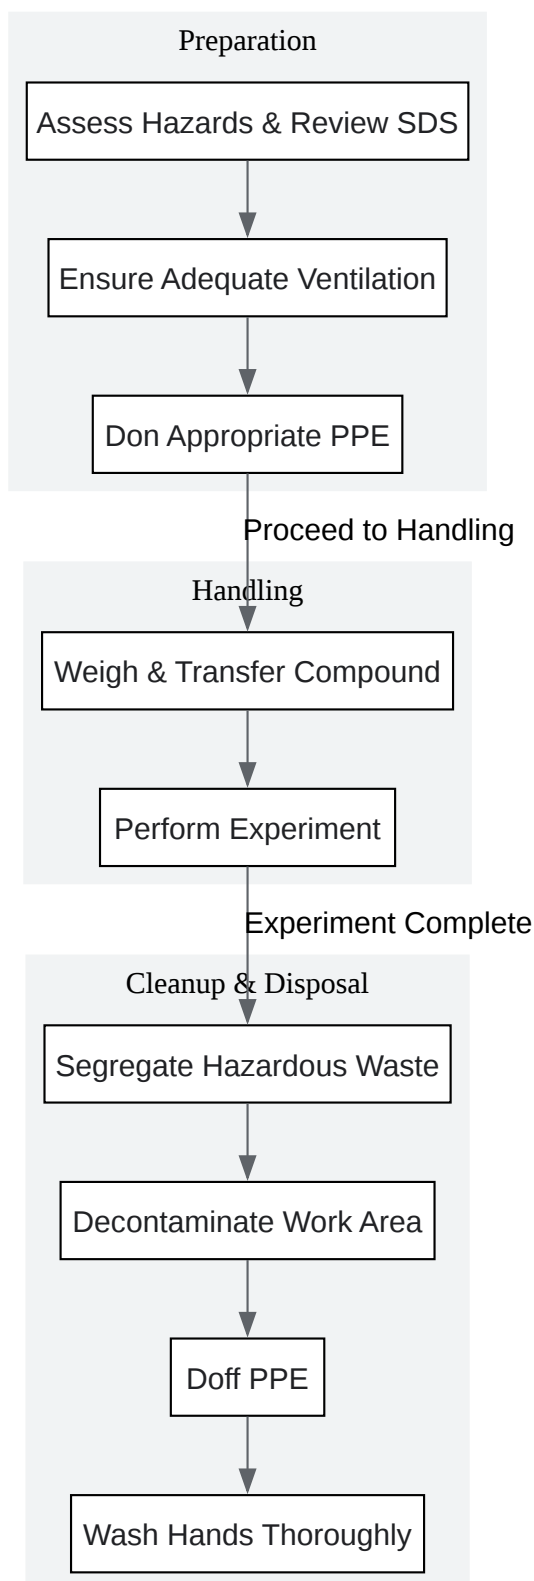 Preparation
Assess Hazards & Review SDS
Ensure Adequate Ventilation
Don Appropriate PPE
Proceed to Handling
Handling
Weigh & Transfer Compound
Perform Experiment
Experiment Complete
Cleanup & Disposal
Segregate Hazardous Waste
Decontaminate Work Area
Doff PPE
Wash Hands Thoroughly